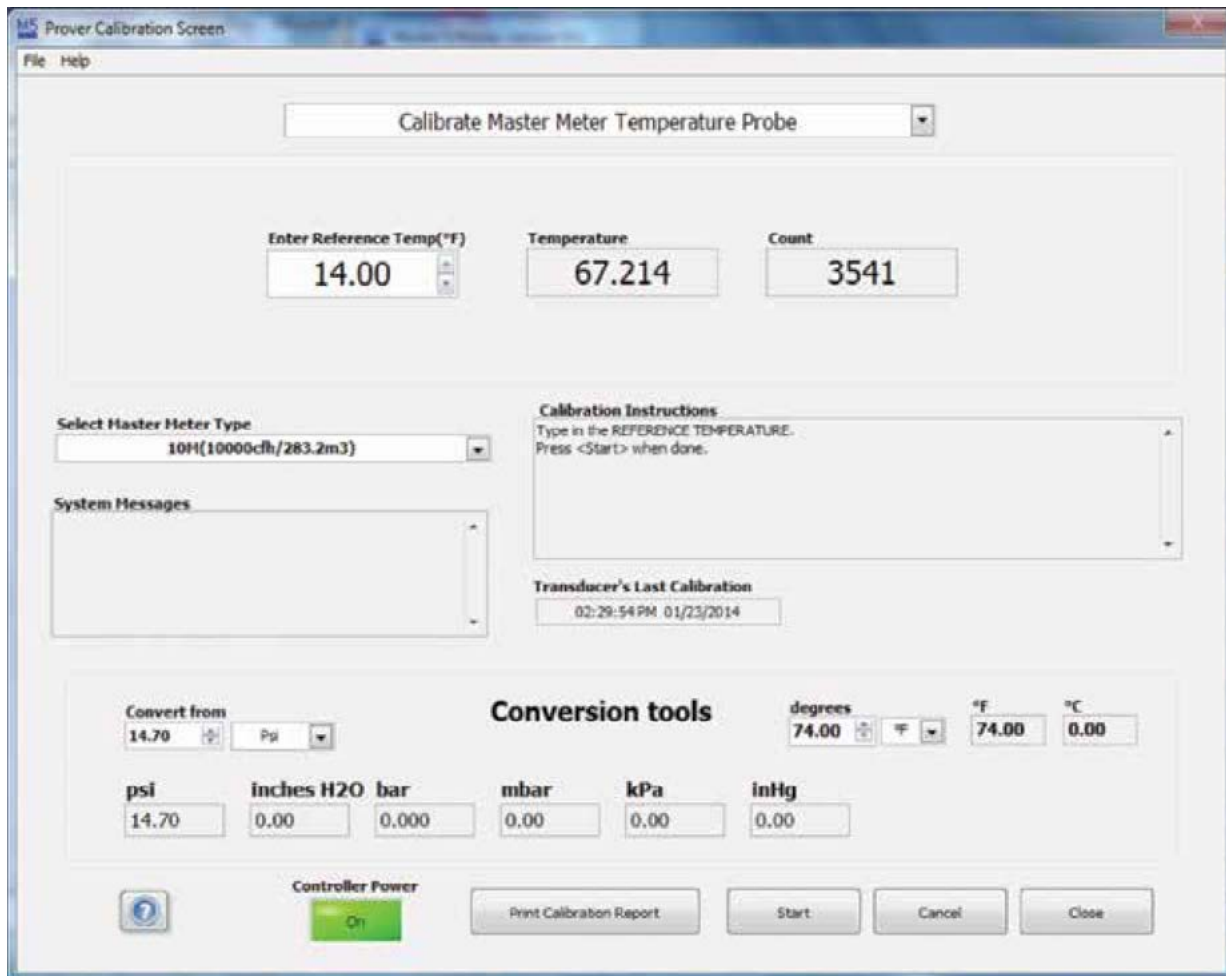 M5 Prover Calibration Screen
File Help
Calibrate Master Meter Temperature Probe
Enter Reference Temp(°F) Temperature Count
14.00 67.214 3541
Select Master Meter Type
10M(10000cfh/283.2m3)
Calibration Instructions
Type in the REFERENCE TEMPERATURE.
Press <Start> when done.
System Messages
Transducer's Last Calibration
02:29:54 PM 01/23/2014
Convert from
14.70 Psi
Conversion tools
degrees °F °C
74.00 °F 74.00 0.00
psi inches H2O bar mbar kPa inHg
14.70 0.00 0.000 0.00 0.00 0.00
Controller Power
On
Print Calibration Report Start Cancel Close